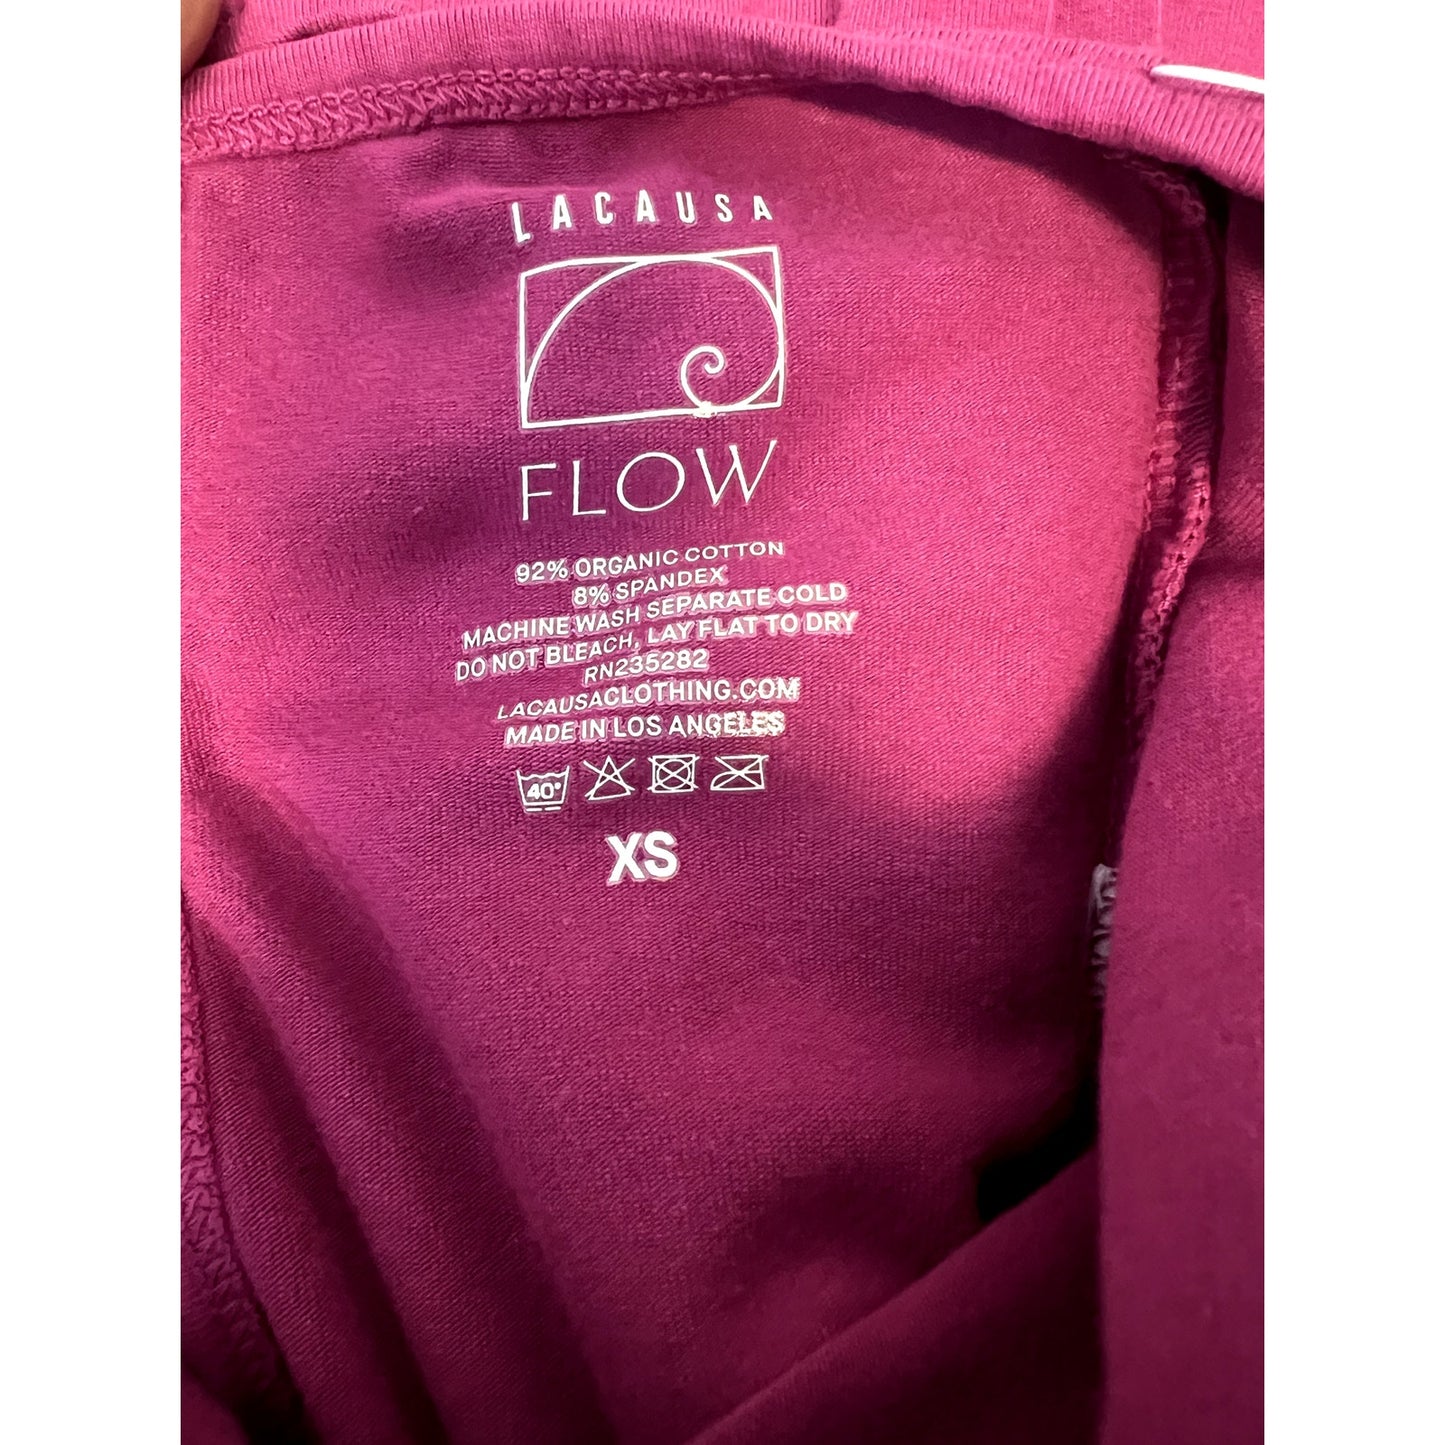 LACAUSA
FLOW
92% ORGANIC COTTON
8% SPANDEX
MACHINE WASH SEPARATE COLD
DO NOT BLEACH, LAY FLAT TO DRY
RN235282
LACAUSACLOTHING.COM
MADE IN LOS ANGELES
40°
XS